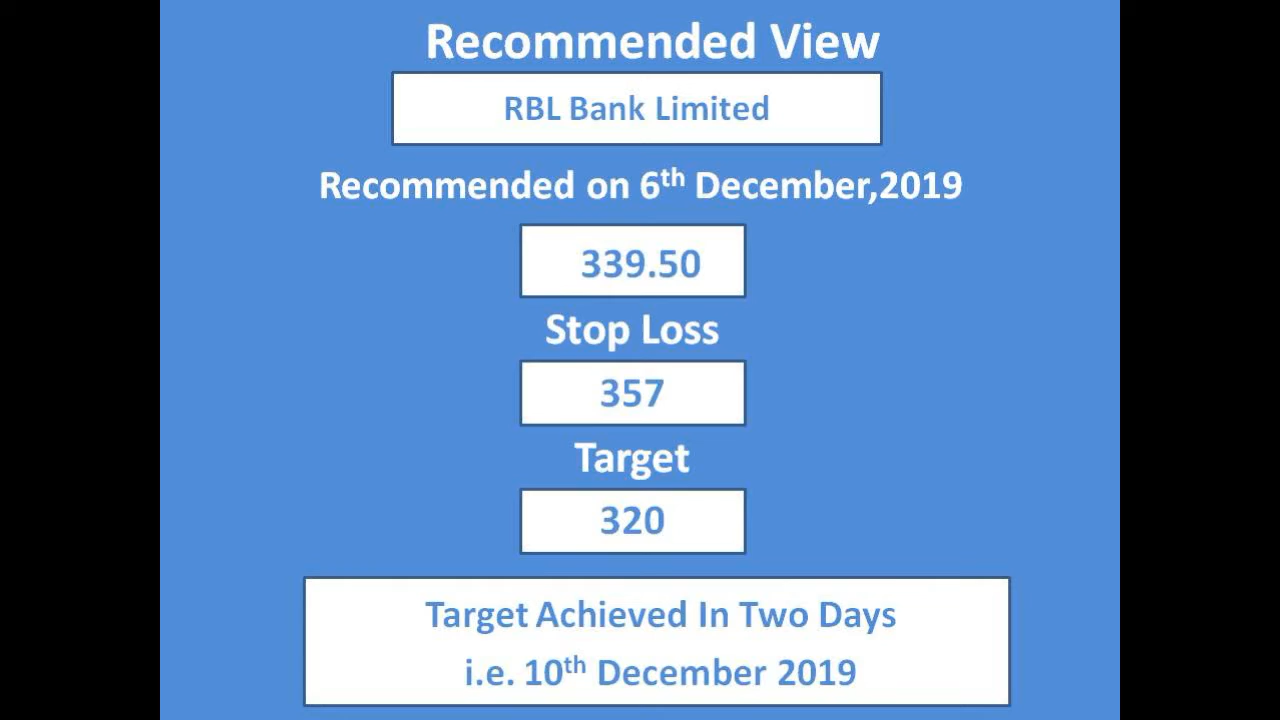 Recommended View
RBL Bank Limited
Recommended on 6th December,2019
339.50
Stop Loss
357
Target
320
Target Achieved In Two Days
i.e. 10th December 2019